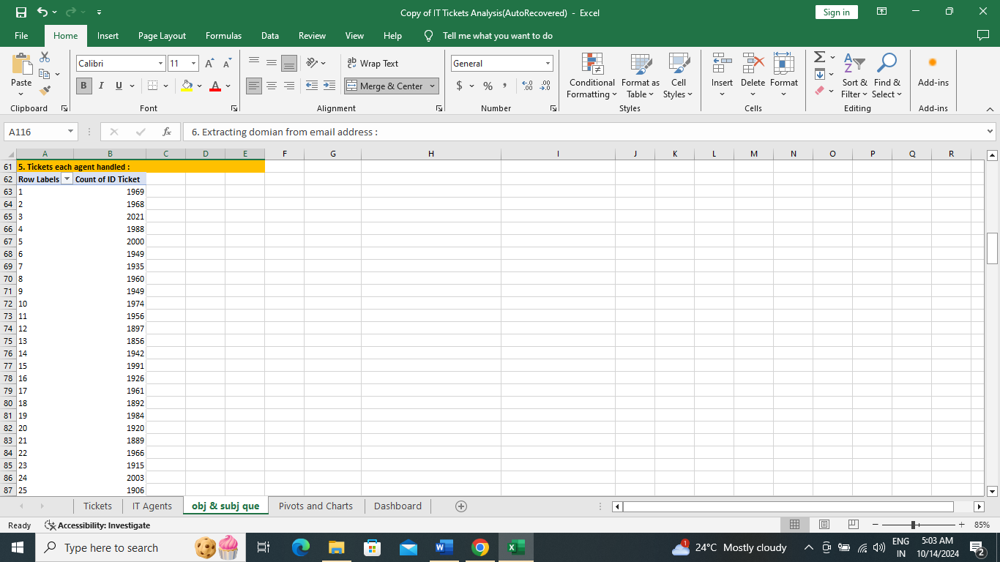 Copy of IT Tickets Analysis(AutoRecovered) - Excel
Sign in
File Home Insert Page Layout Formulas Data Review View Help Tell me what you want to do
Paste
Calibri 11 A A
B I U A
ab Wrap Text
Merge & Center
General
$ % , .0 .00 .00 .0
Conditional Formatting
Format as Table
Cell Styles
Insert Delete Format
Sort & Filter
Find & Select
Add-ins
Clipboard Font Alignment Number Styles Cells Editing Add-ins
A116 fx 6. Extracting domian from email address :
A B C D E F G H I J K L M N O P Q R
61 5. Tickets each agent handled :
62 Row Labels Count of ID Ticket
63 1 1969
64 2 1968
65 3 2021
66 4 1988
67 5 2000
68 6 1949
69 7 1935
70 8 1960
71 9 1949
72 10 1974
73 11 1956
74 12 1897
75 13 1856
76 14 1942
77 15 1991
78 16 1926
79 17 1961
80 18 1892
81 19 1984
82 20 1920
83 21 1889
84 22 1966
85 23 1915
86 24 2003
87 25 1906
Tickets IT Agents obj & subj que Pivots and Charts Dashboard
Ready Accessibility: Investigate 85%
Type here to search
1 24°C Mostly cloudy
ENG IN
5:03 AM
10/14/2024
2